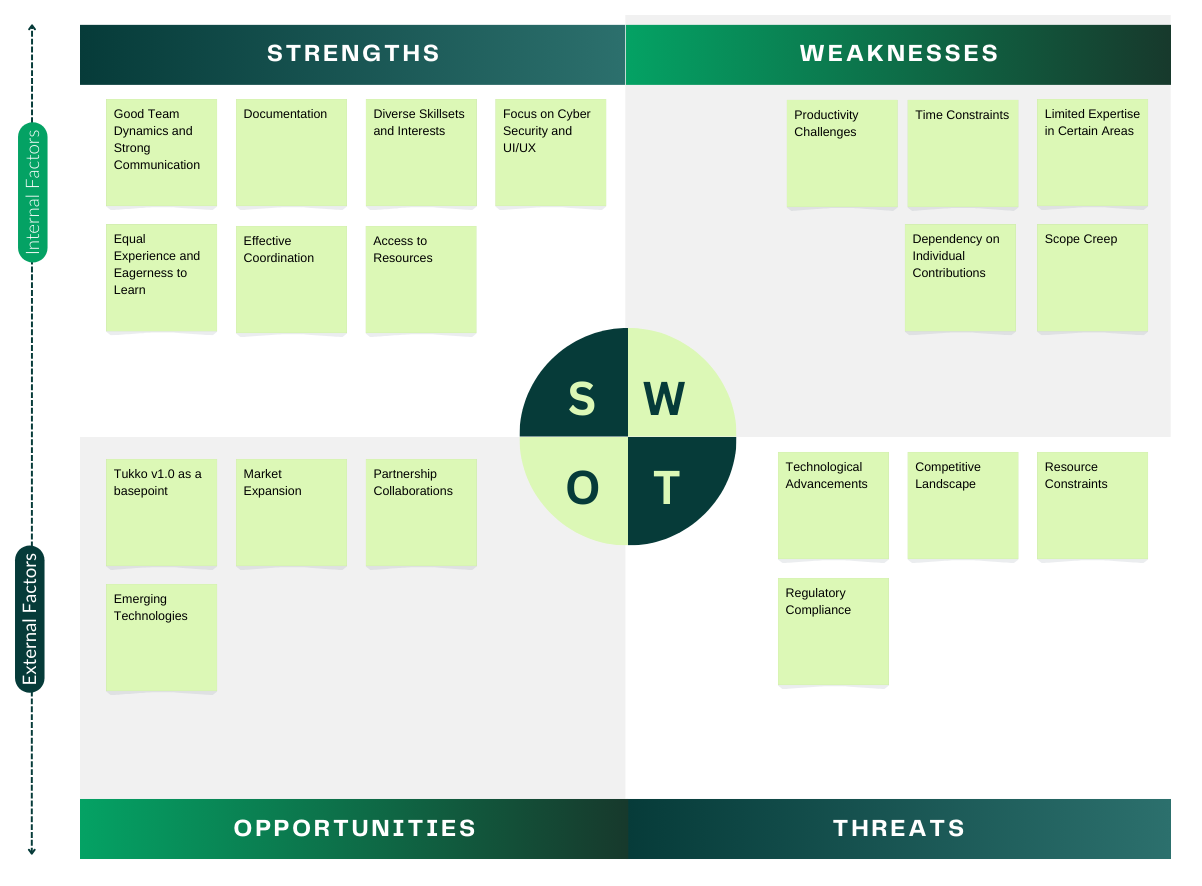 STRENGTHS
WEAKNESSES
Internal Factors
Good Team
Dynamics and
Strong
Communication
Documentation
Diverse Skillsets
and Interests
Focus on Cyber
Security and
UI/UX
Equal
Experience and
Eagerness to
Learn
Effective
Coordination
Access to
Resources
Productivity
Challenges
Time Constraints
Limited Expertise
in Certain Areas
Dependency on
Individual
Contributions
Scope Creep
S
W
O
T
External Factors
Tukko v1.0 as a
basepoint
Market
Expansion
Partnership
Collaborations
Emerging
Technologies
Technological
Advancements
Competitive
Landscape
Resource
Constraints
Regulatory
Compliance
OPPORTUNITIES
THREATS